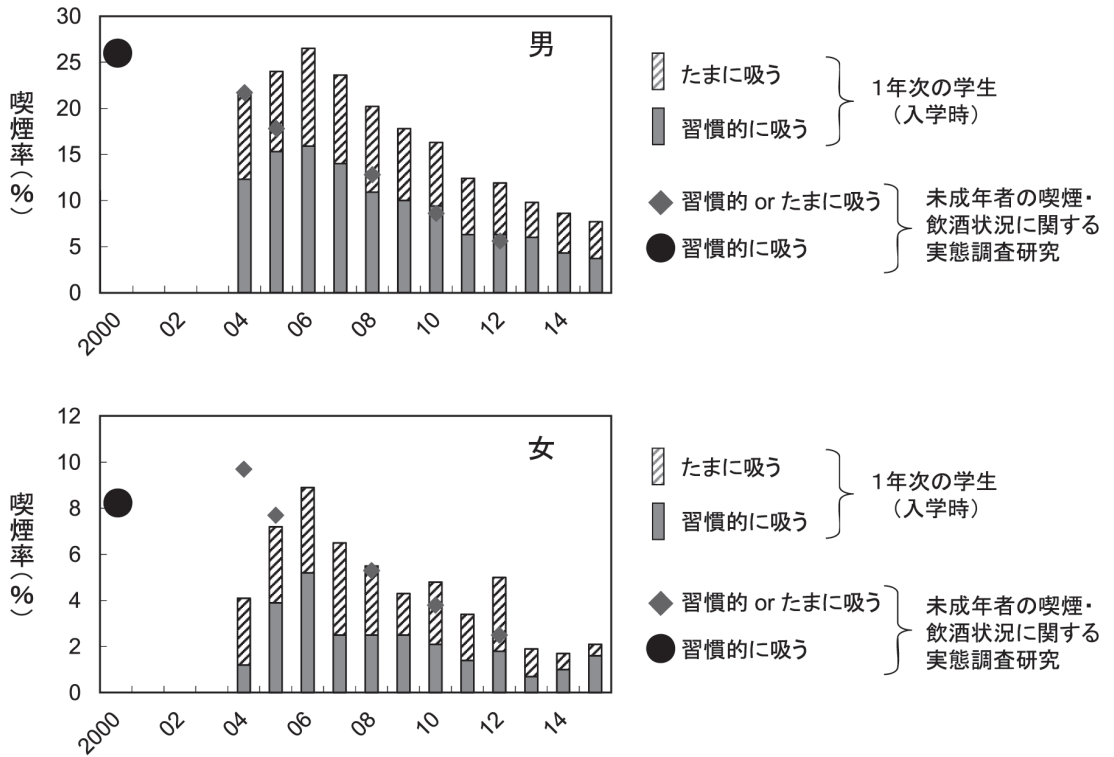 30
25
20
15
10
5
0
喫煙率(%)
男
2000
02
04
06
08
10
12
14
たまに吸う
習慣的に吸う
1年次の学生
(入学時)
習慣的 or たまに吸う
習慣的に吸う
未成年者の喫煙・
飲酒状況に関する
実態調査研究
12
10
8
6
4
2
0
喫煙率(%)
女
2000
02
04
06
08
10
12
14
たまに吸う
習慣的に吸う
1年次の学生
(入学時)
習慣的 or たまに吸う
習慣的に吸う
未成年者の喫煙・
飲酒状況に関する
実態調査研究